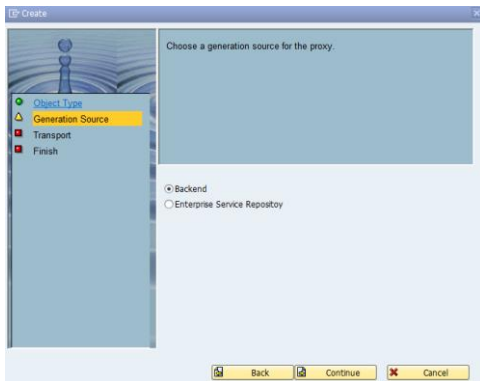 Create
Choose a generation source for the proxy.
Object Type
Generation Source
Transport
Finish
Backend
Enterprise Service Repositoy
Back
Continue
Cancel